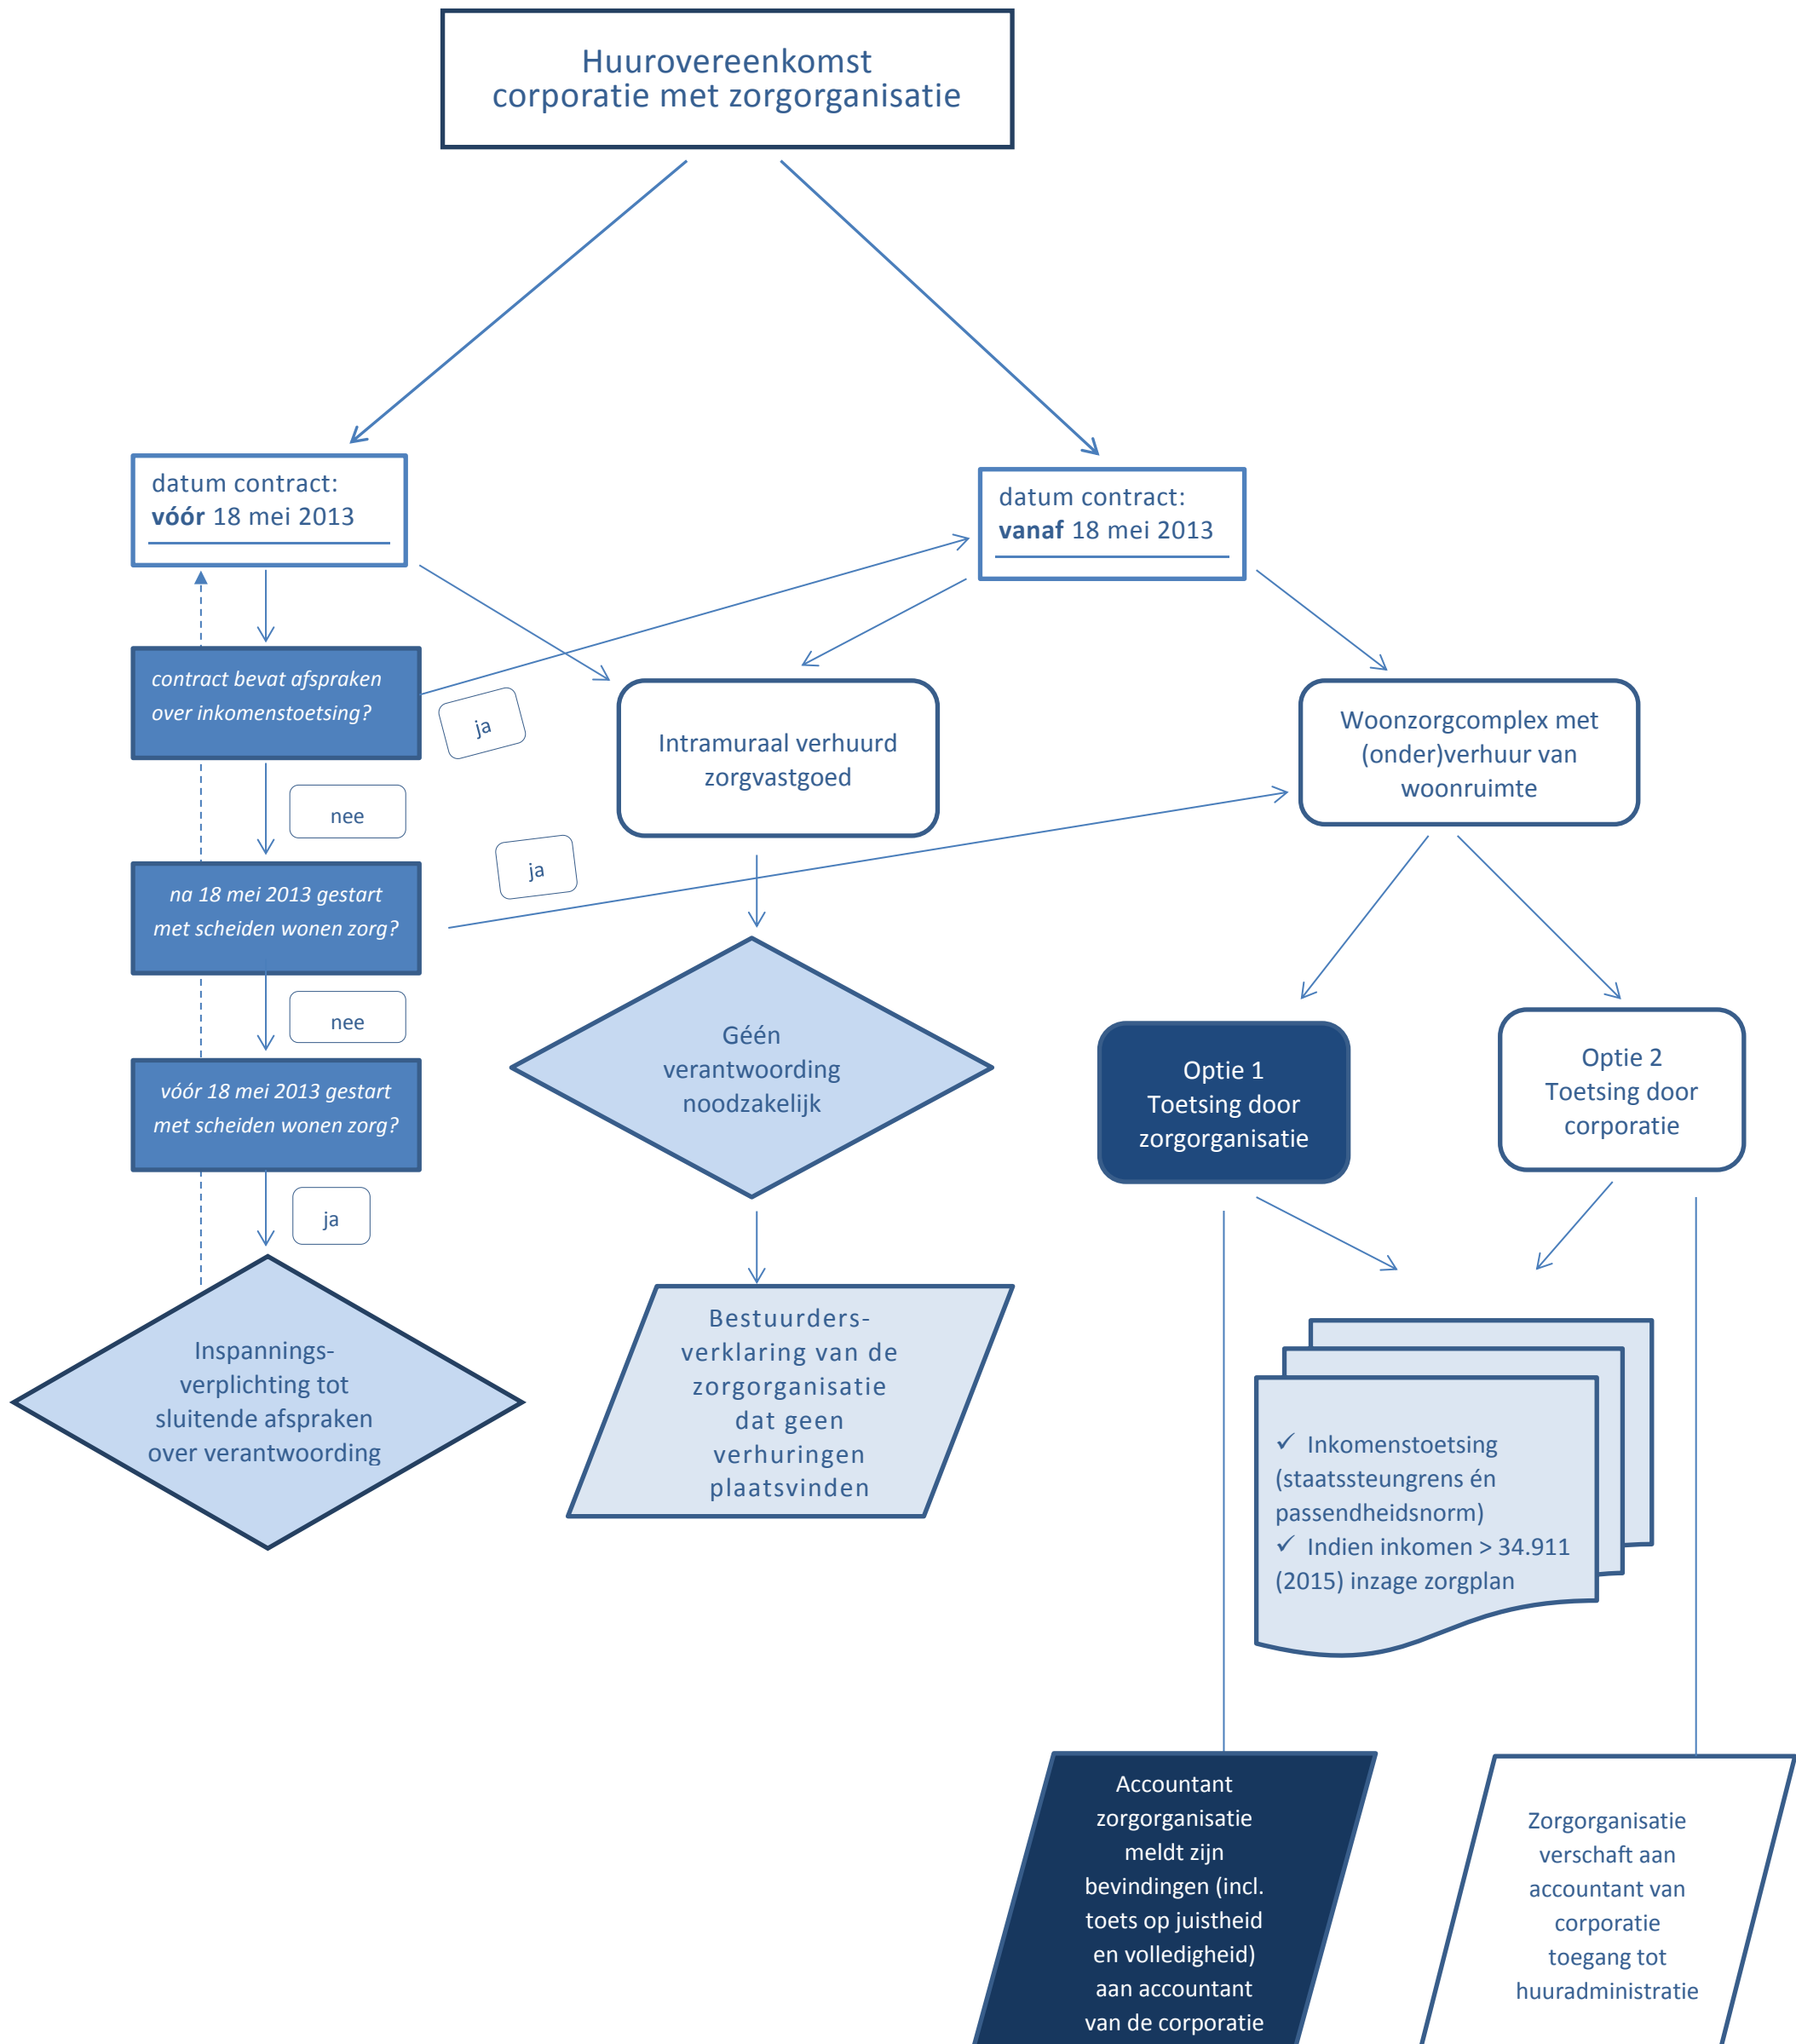 Huurovereenkomst
corporatie met zorgorganisatie
datum contract:
vóór 18 mei 2013
datum contract:
vanaf 18 mei 2013
contract bevat afspraken
over inkomenstoetsing?
ja
nee
Intramuraal verhuurd
zorgvastgoed
Woonzorgcomplex met
(onder)verhuur van
woonruimte
na 18 mei 2013 gestart
met scheiden wonen zorg?
ja
nee
vóór 18 mei 2013 gestart
met scheiden wonen zorg?
ja
Géén
verantwoording
noodzakelijk
Optie 1
Toetsing door
zorgorganisatie
Optie 2
Toetsing door
corporatie
Inspannings-
verplichting tot
sluitende afspraken
over verantwoording
Bestuurders-
verklaring van de
zorgorganisatie
dat geen
verhuringen
plaatsvinden
✓ Inkomenstoetsing
(staatssteungrens én
passendheidsnorm)
✓ Indien inkomen > 34.911
(2015) inzage zorgplan
Accountant
zorgorganisatie
meldt zijn
bevindingen (incl.
toets op juistheid
en volledigheid)
aan accountant
van de corporatie
Zorgorganisatie
verschaft aan
accountant van
corporatie
toegang tot
huuradministratie